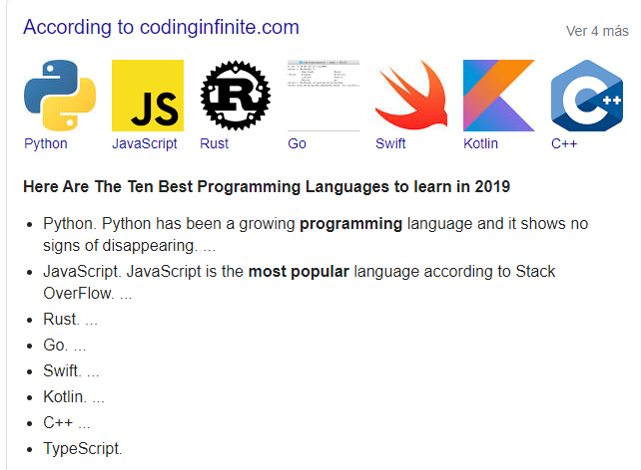 According to codinginfinite.com
Ver 4 más
JS
R
C++
Python
JavaScript
Rust
Go
Swift
Kotlin
C++
Here Are The Ten Best Programming Languages to learn in 2019
Python. Python has been a growing programming language and it shows no
signs of disappearing. ...
JavaScript. JavaScript is the most popular language according to Stack
OverFlow. ...
Rust. ...
Go. ...
Swift. ...
Kotlin. ...
C++ ...
TypeScript.